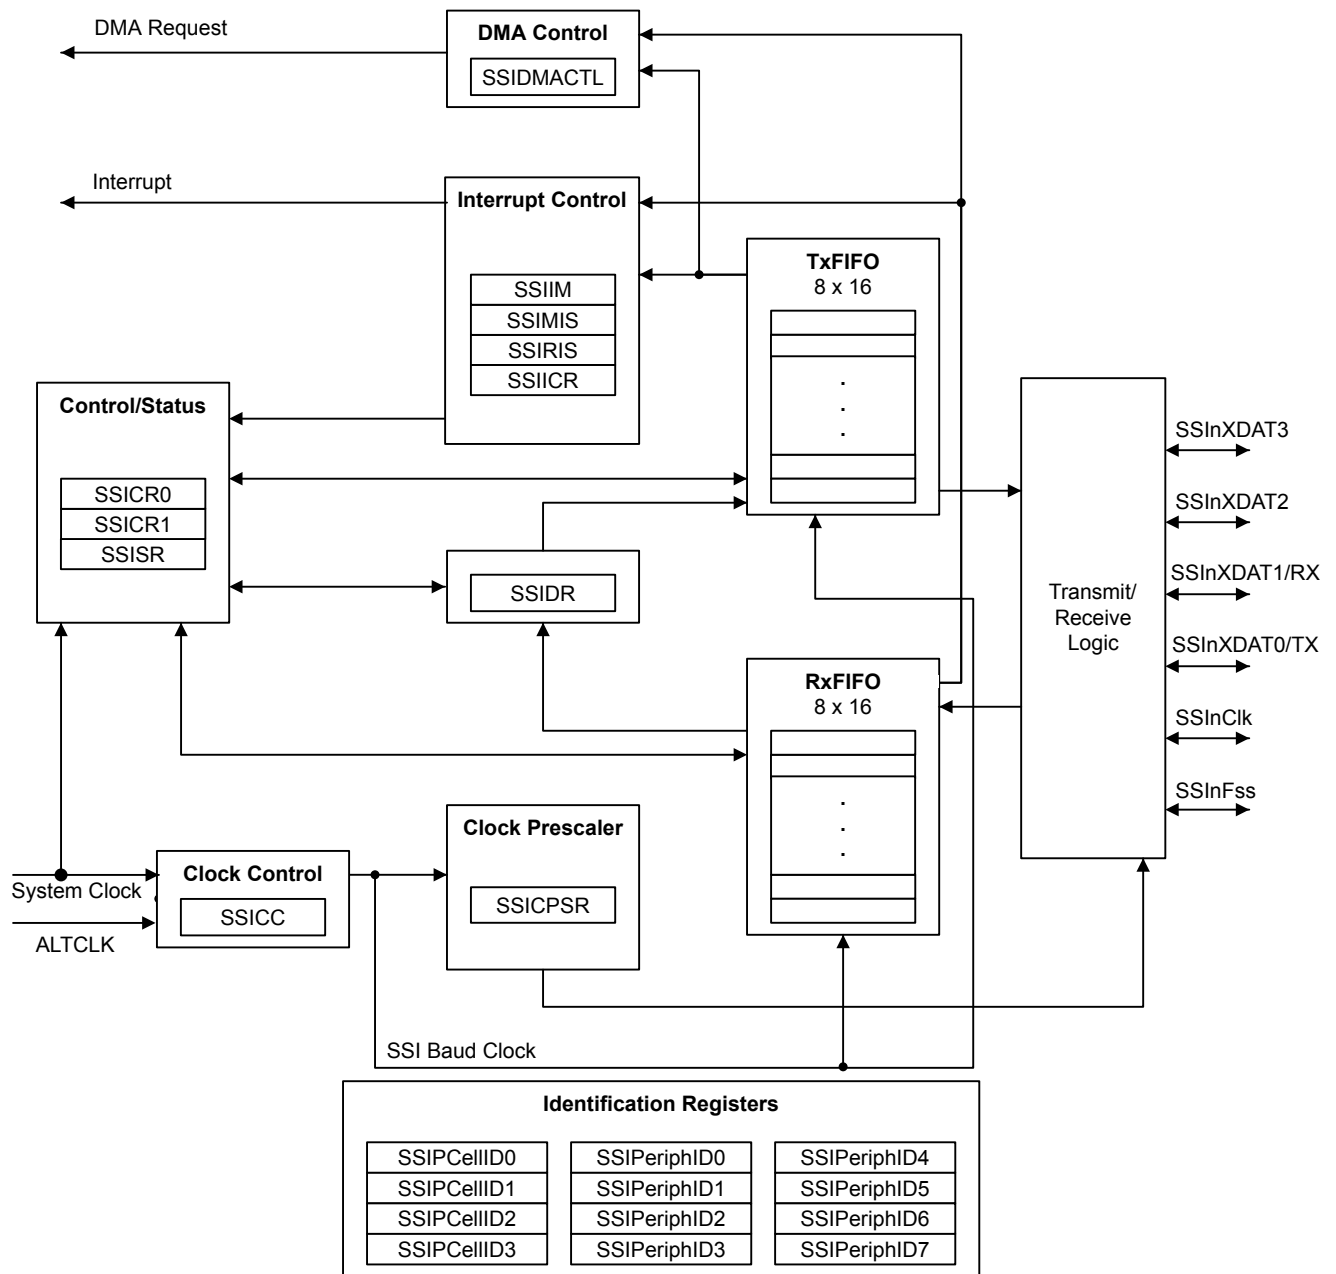 DMA Request
DMA Control
SSIDMACTL
Interrupt
Interrupt Control
SSIIM
SSIMIS
SSIRIS
SSIICR
TxFIFO
8 x 16
.
.
.
Control/Status
SSICR0
SSICR1
SSISR
SSIDR
Transmit/
Receive
Logic
SSInXDAT3
SSInXDAT2
SSInXDAT1/RX
SSInXDAT0/TX
SSInClk
SSInFss
RxFIFO
8 x 16
.
.
.
Clock Prescaler
SSICPSR
System Clock
ALTCLK
Clock Control
SSICC
SSI Baud Clock
Identification Registers
SSIPCellID0
SSIPCellID1
SSIPCellID2
SSIPCellID3
SSIPeriphID0
SSIPeriphID1
SSIPeriphID2
SSIPeriphID3
SSIPeriphID4
SSIPeriphID5
SSIPeriphID6
SSIPeriphID7